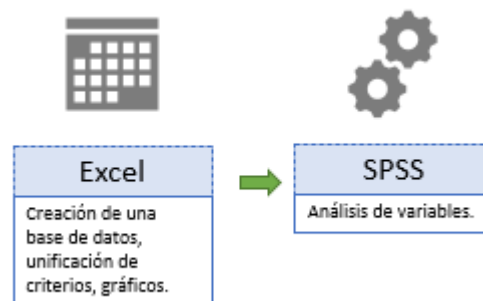 Excel
Creación de una
base de datos,
unificación de
criterios, gráficos.
SPSS
Análisis de variables.